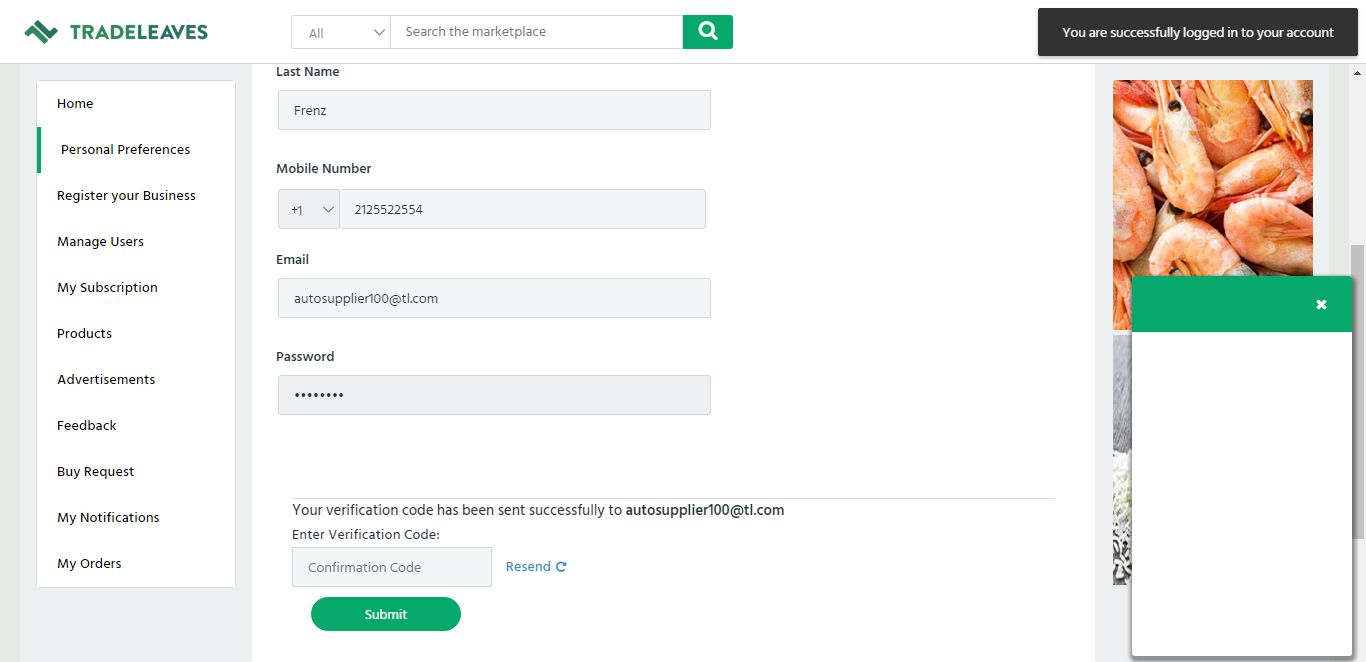 TRADELEAVES
All
Search the marketplace
You are successfully logged in to your account
Home
Personal Preferences
Register your Business
Manage Users
My Subscription
Products
Advertisements
Feedback
Buy Request
My Notifications
My Orders
Last Name
Frenz
Mobile Number
+1
2125522554
Email
autosupplier100@tl.com
Password
••••••••
Your verification code has been sent successfully to autosupplier100@tl.com
Enter Verification Code:
Confirmation Code
Resend
Submit